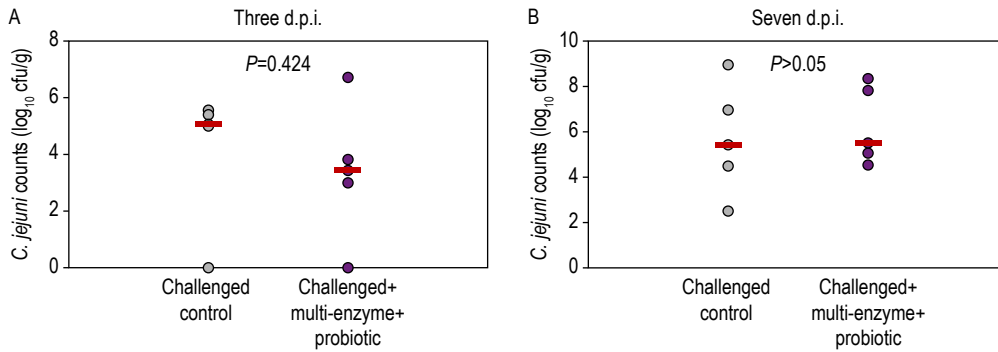 A
Three d.p.i.
C. jejuni counts (log10 cfu/g)
8
6
4
2
0
P=0.424
Challenged
control
Challenged+
multi-enzyme+
probiotic
B
Seven d.p.i.
C. jejuni counts (log10 cfu/g)
10
8
6
4
2
0
P>0.05
Challenged
control
Challenged+
multi-enzyme+
probiotic